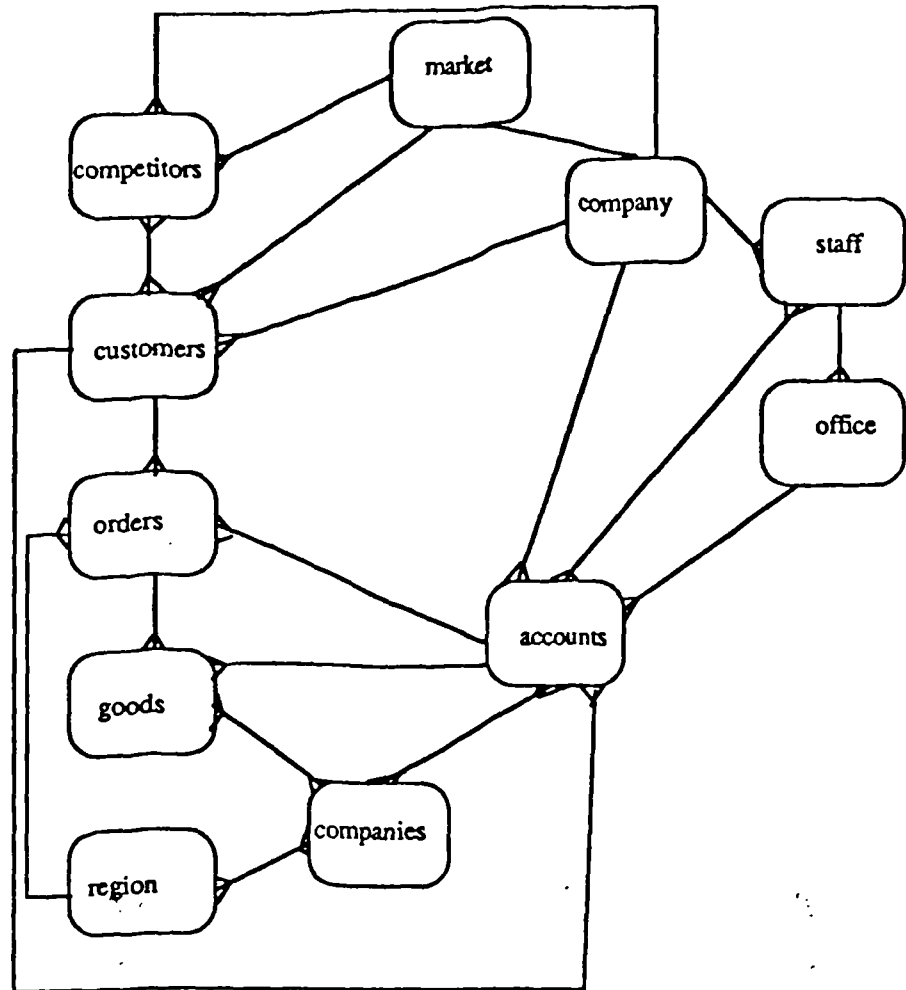 market
competitors
company
staff
customers
office
orders
accounts
goods
companies
region